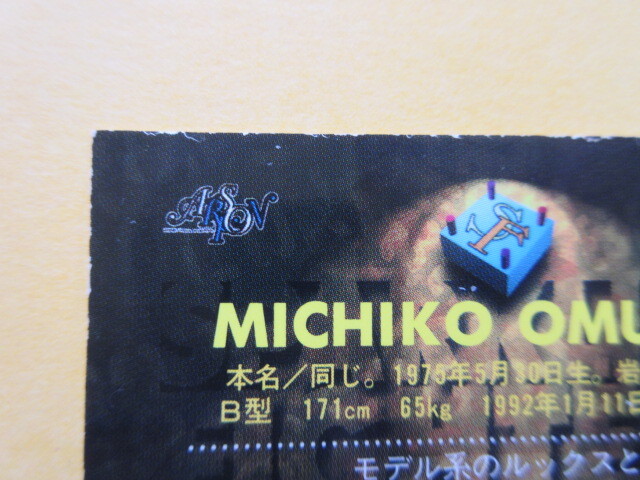 ARSION
SF
MICHIKO OMU
本名／同じ。1975年5月30日生。岩
B型 171cm 65kg 1992年1月11日
モデル系のルックスと